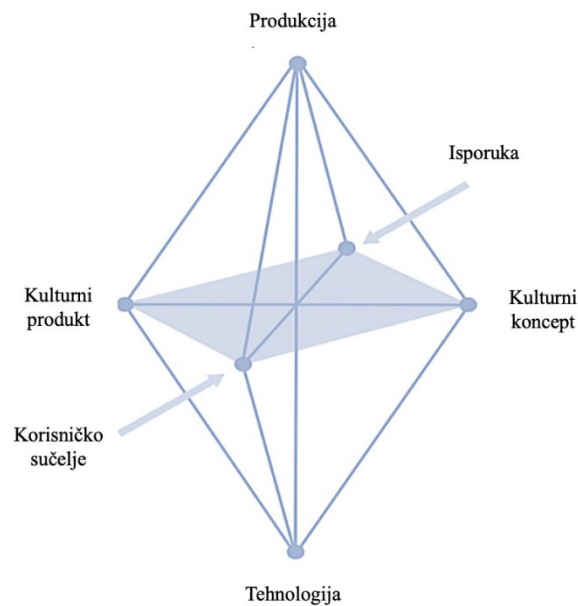 Produkcija
Isporuka
Kulturni
produkt
Kulturni
koncept
Korisničko
sučelje
Tehnologija